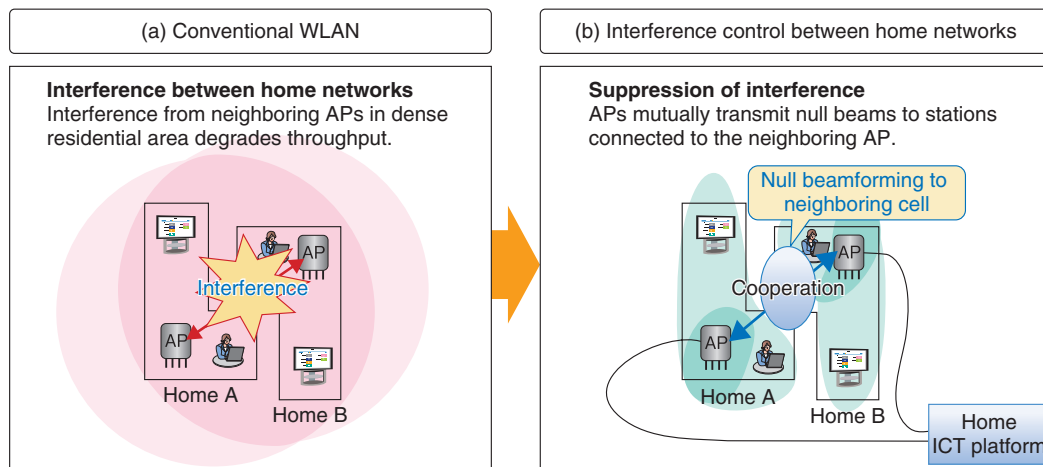 (a) Conventional WLAN
Interference between home networks
Interference from neighboring APs in dense
residential area degrades throughput.
AP
Interference
AP
Home A
Home B
(b) Interference control between home networks
Suppression of interference
APs mutually transmit null beams to stations
connected to the neighboring AP.
Null beamforming to
neighboring cell
AP
Cooperation
AP
Home A
Home B
Home
ICT platform